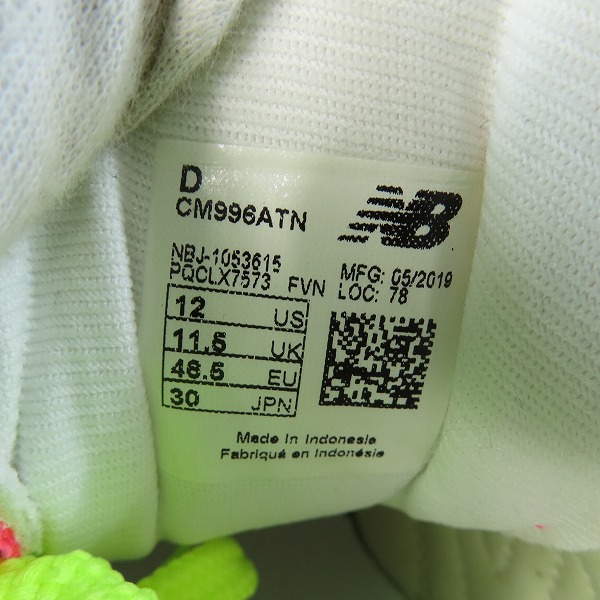 D
CM996ATN
NB
NBJ-1053615
PQCLX7573 FVN
MFG: 05/2019
LOC: 78
12 US
11.5 UK
46.5 EU
30 JPN
Made In Indonesia
Fabriqué en Indonésie